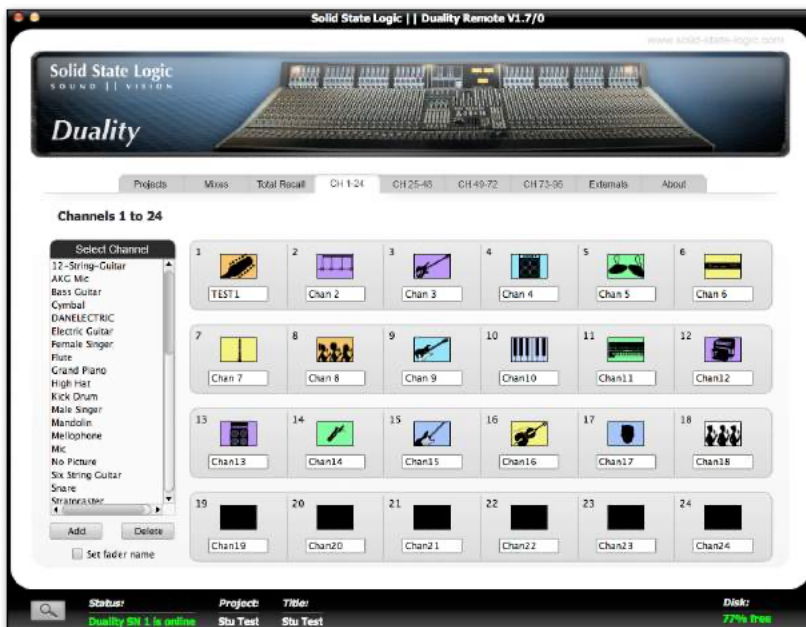 Solid State Logic || Duality Remote V1.7/0
www.solid-state-logic.com
Solid State Logic
SOUND || VISION
Duality
Projects Mixes Total Recall CH 1-24 CH 25-48 CH 49-72 CH 73-96 Externals About
Channels 1 to 24
Select Channel
12-String-Guitar
AKG Mic
Bass Guitar
Cymbal
DANELECTRIC
Electric Guitar
Female Singer
Flute
Grand Piano
High Hat
Kick Drum
Male Singer
Mandolin
Mellophone
Mic
No Picture
Six String Guitar
Snare
Stratocaster
Add Delete
Set fader name
1 2 3 4 5 6
TEST1 Chan 2 Chan 3 Chan 4 Chan 5 Chan 6
7 8 9 10 11 12
Chan 7 Chan 8 Chan 9 Chan10 Chan11 Chan12
13 14 15 16 17 18
Chan13 Chan14 Chan15 Chan16 Chan17 Chan18
19 20 21 22 23 24
Chan19 Chan20 Chan21 Chan22 Chan23 Chan24
Status: Project: Title: Disk:
Duality SN 1 is online Stu Test Stu Test 77% free